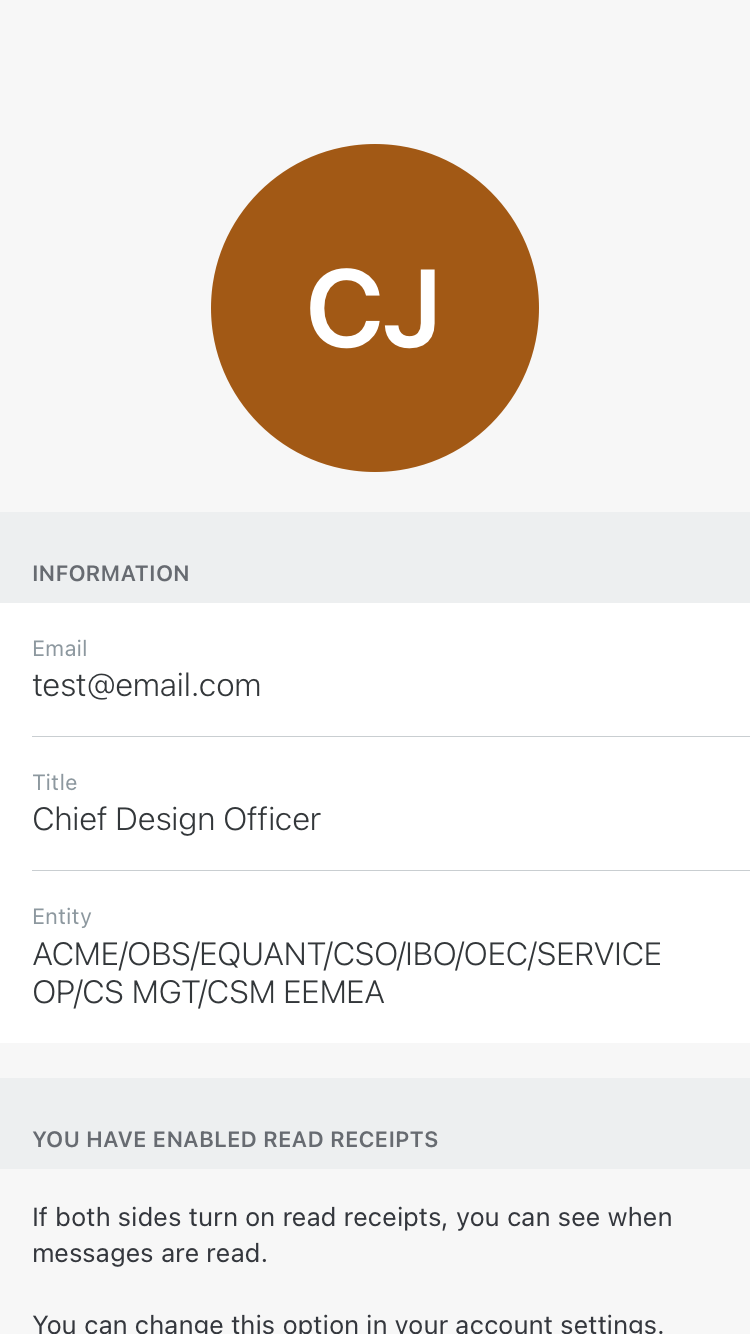 CJ
INFORMATION
Email
test@email.com
Title
Chief Design Officer
Entity
ACME/OBS/EQUANT/CSO/IBO/OEC/SERVICE
OP/CS MGT/CSM EEMEA
YOU HAVE ENABLED READ RECEIPTS
If both sides turn on read receipts, you can see when
messages are read.
You can change this option in your account settings.